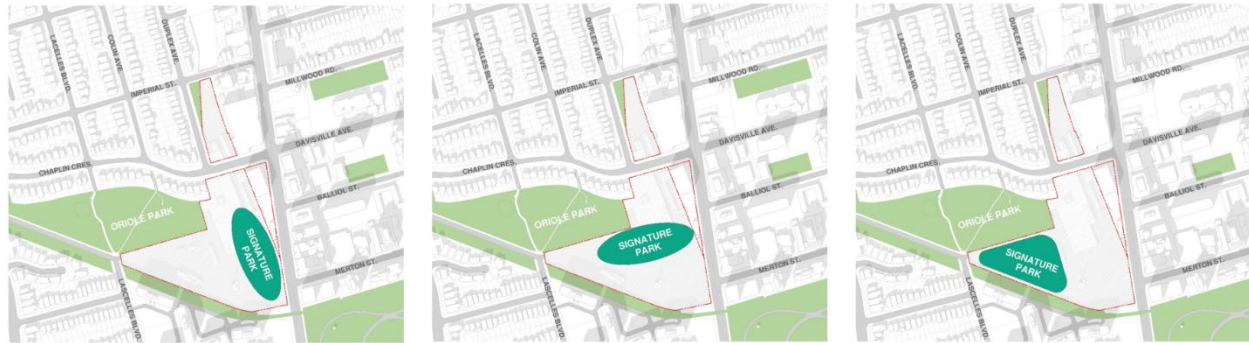 LACELLES BLVD.
COLIN AVE.
DUPLEX AVE.
IMPERIAL ST.
MILLWOOD RD.
DAVISVILLE AVE.
CHAPLIN CRES.
BALLIOL ST.
ORIOLE PARK
SIGNATURE
PARK
MERTON ST.
LASCELLES BLVD.
LACELLES BLVD.
COLIN AVE.
DUPLEX AVE.
IMPERIAL ST.
MILLWOOD RD.
DAVISVILLE AVE.
CHAPLIN CRES.
BALLIOL ST.
ORIOLE PARK
SIGNATURE
PARK
MERTON ST.
LASCELLES BLVD.
LACELLES BLVD.
COLIN AVE.
DUPLEX AVE.
IMPERIAL ST.
MILLWOOD RD.
DAVISVILLE AVE.
CHAPLIN CRES.
BALLIOL ST.
ORIOLE PARK
SIGNATURE
PARK
MERTON ST.
LASCELLES BLVD.